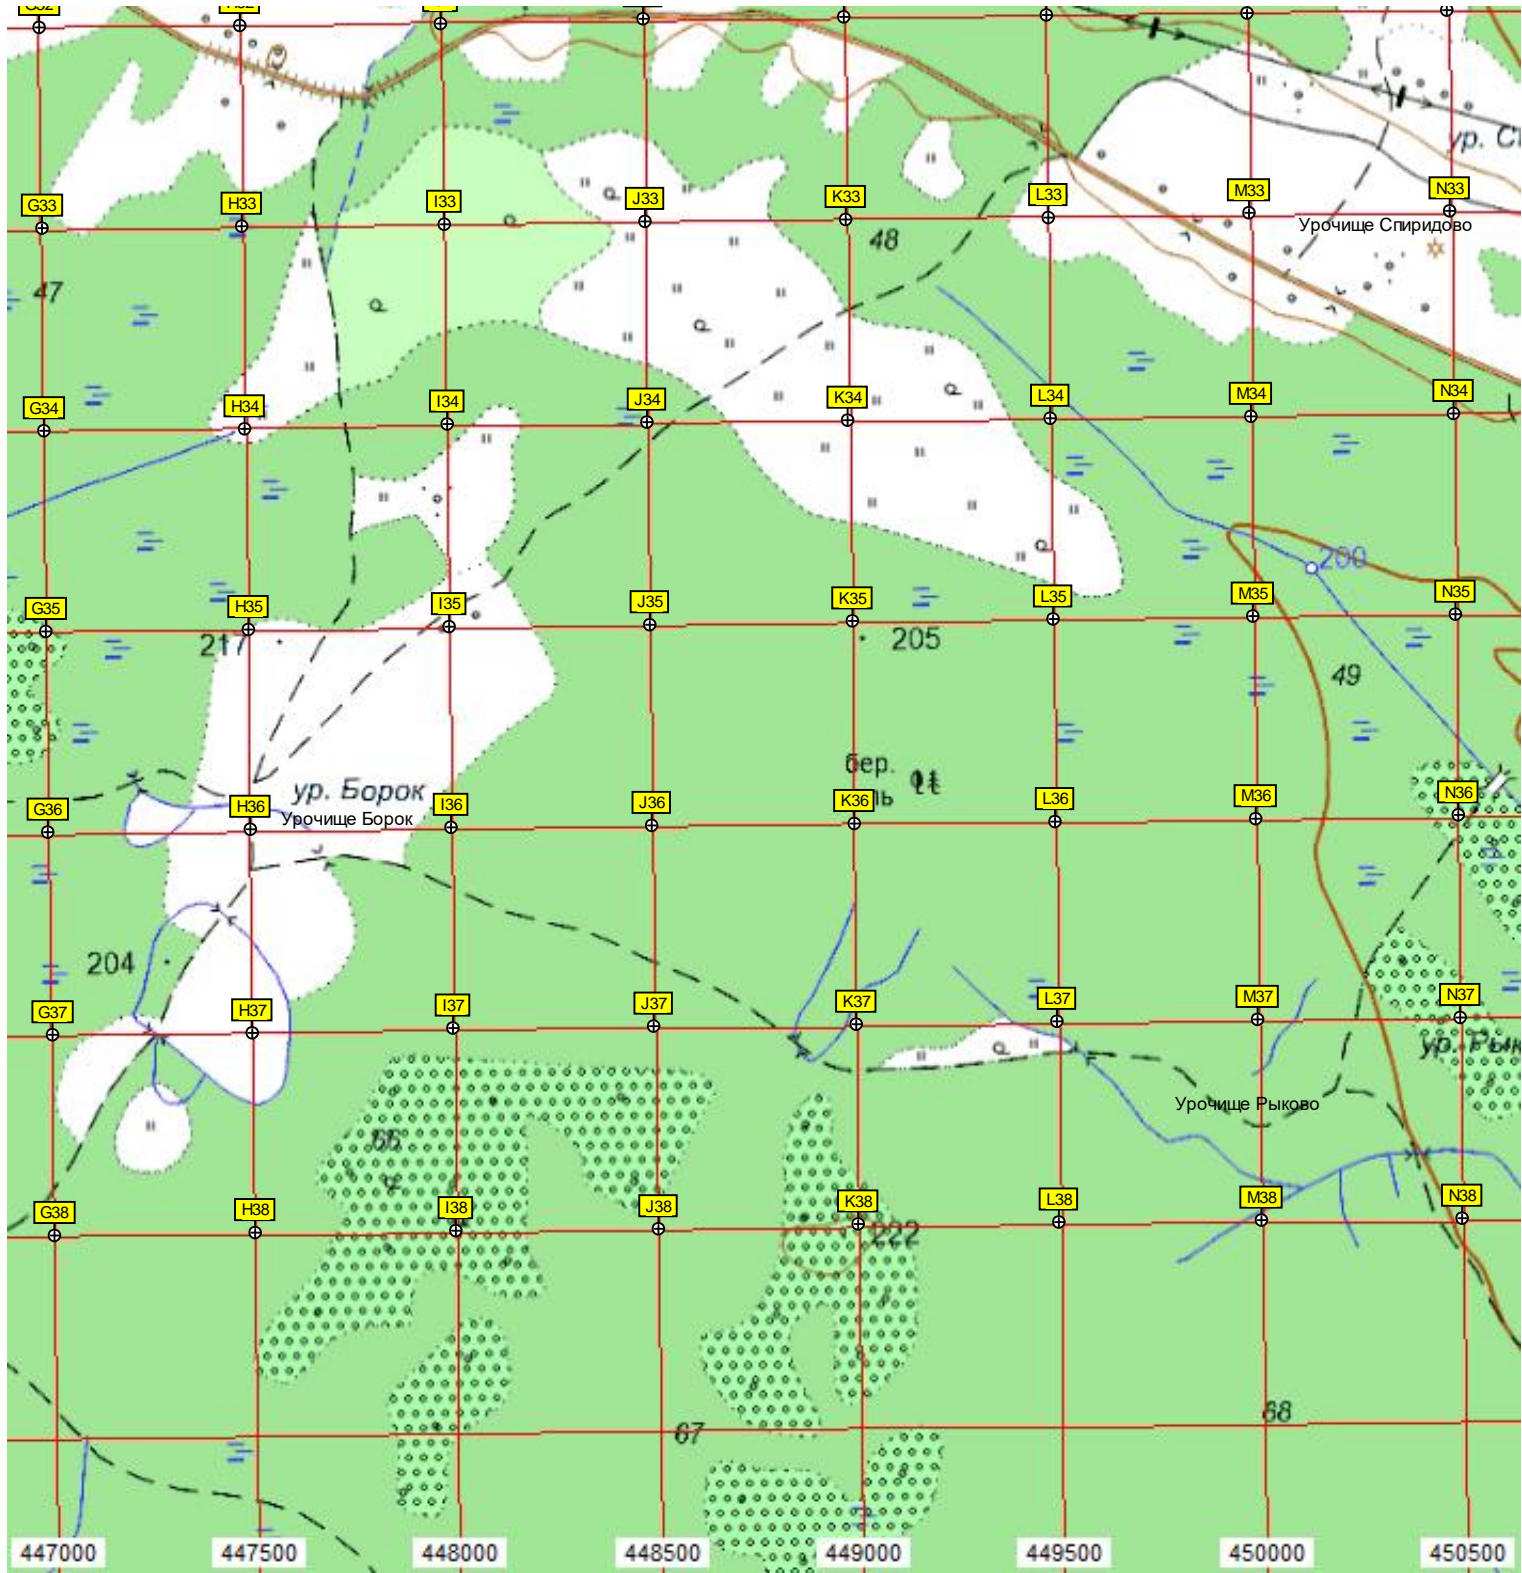 ур.
G33 H33 I33 J33 K33 L33 M33 N33
Урочище Спиридово
48
47
G34 H34 I34 J34 K34 L34 M34 N34
200
G35 H35 I35 J35 K35 L35 M35 N35
217 205
49
бер.
ур. Борок
G36 H36 I36 J36 K36 L36 M36 N36
Урочище Борок
204
G37 H37 I37 J37 K37 L37 M37 N37
ур. Рык
Урочище Рыково
66
G38 H38 I38 J38 K38 L38 M38 N38
222
68
67
447000 447500 448000 448500 449000 449500 450000 450500